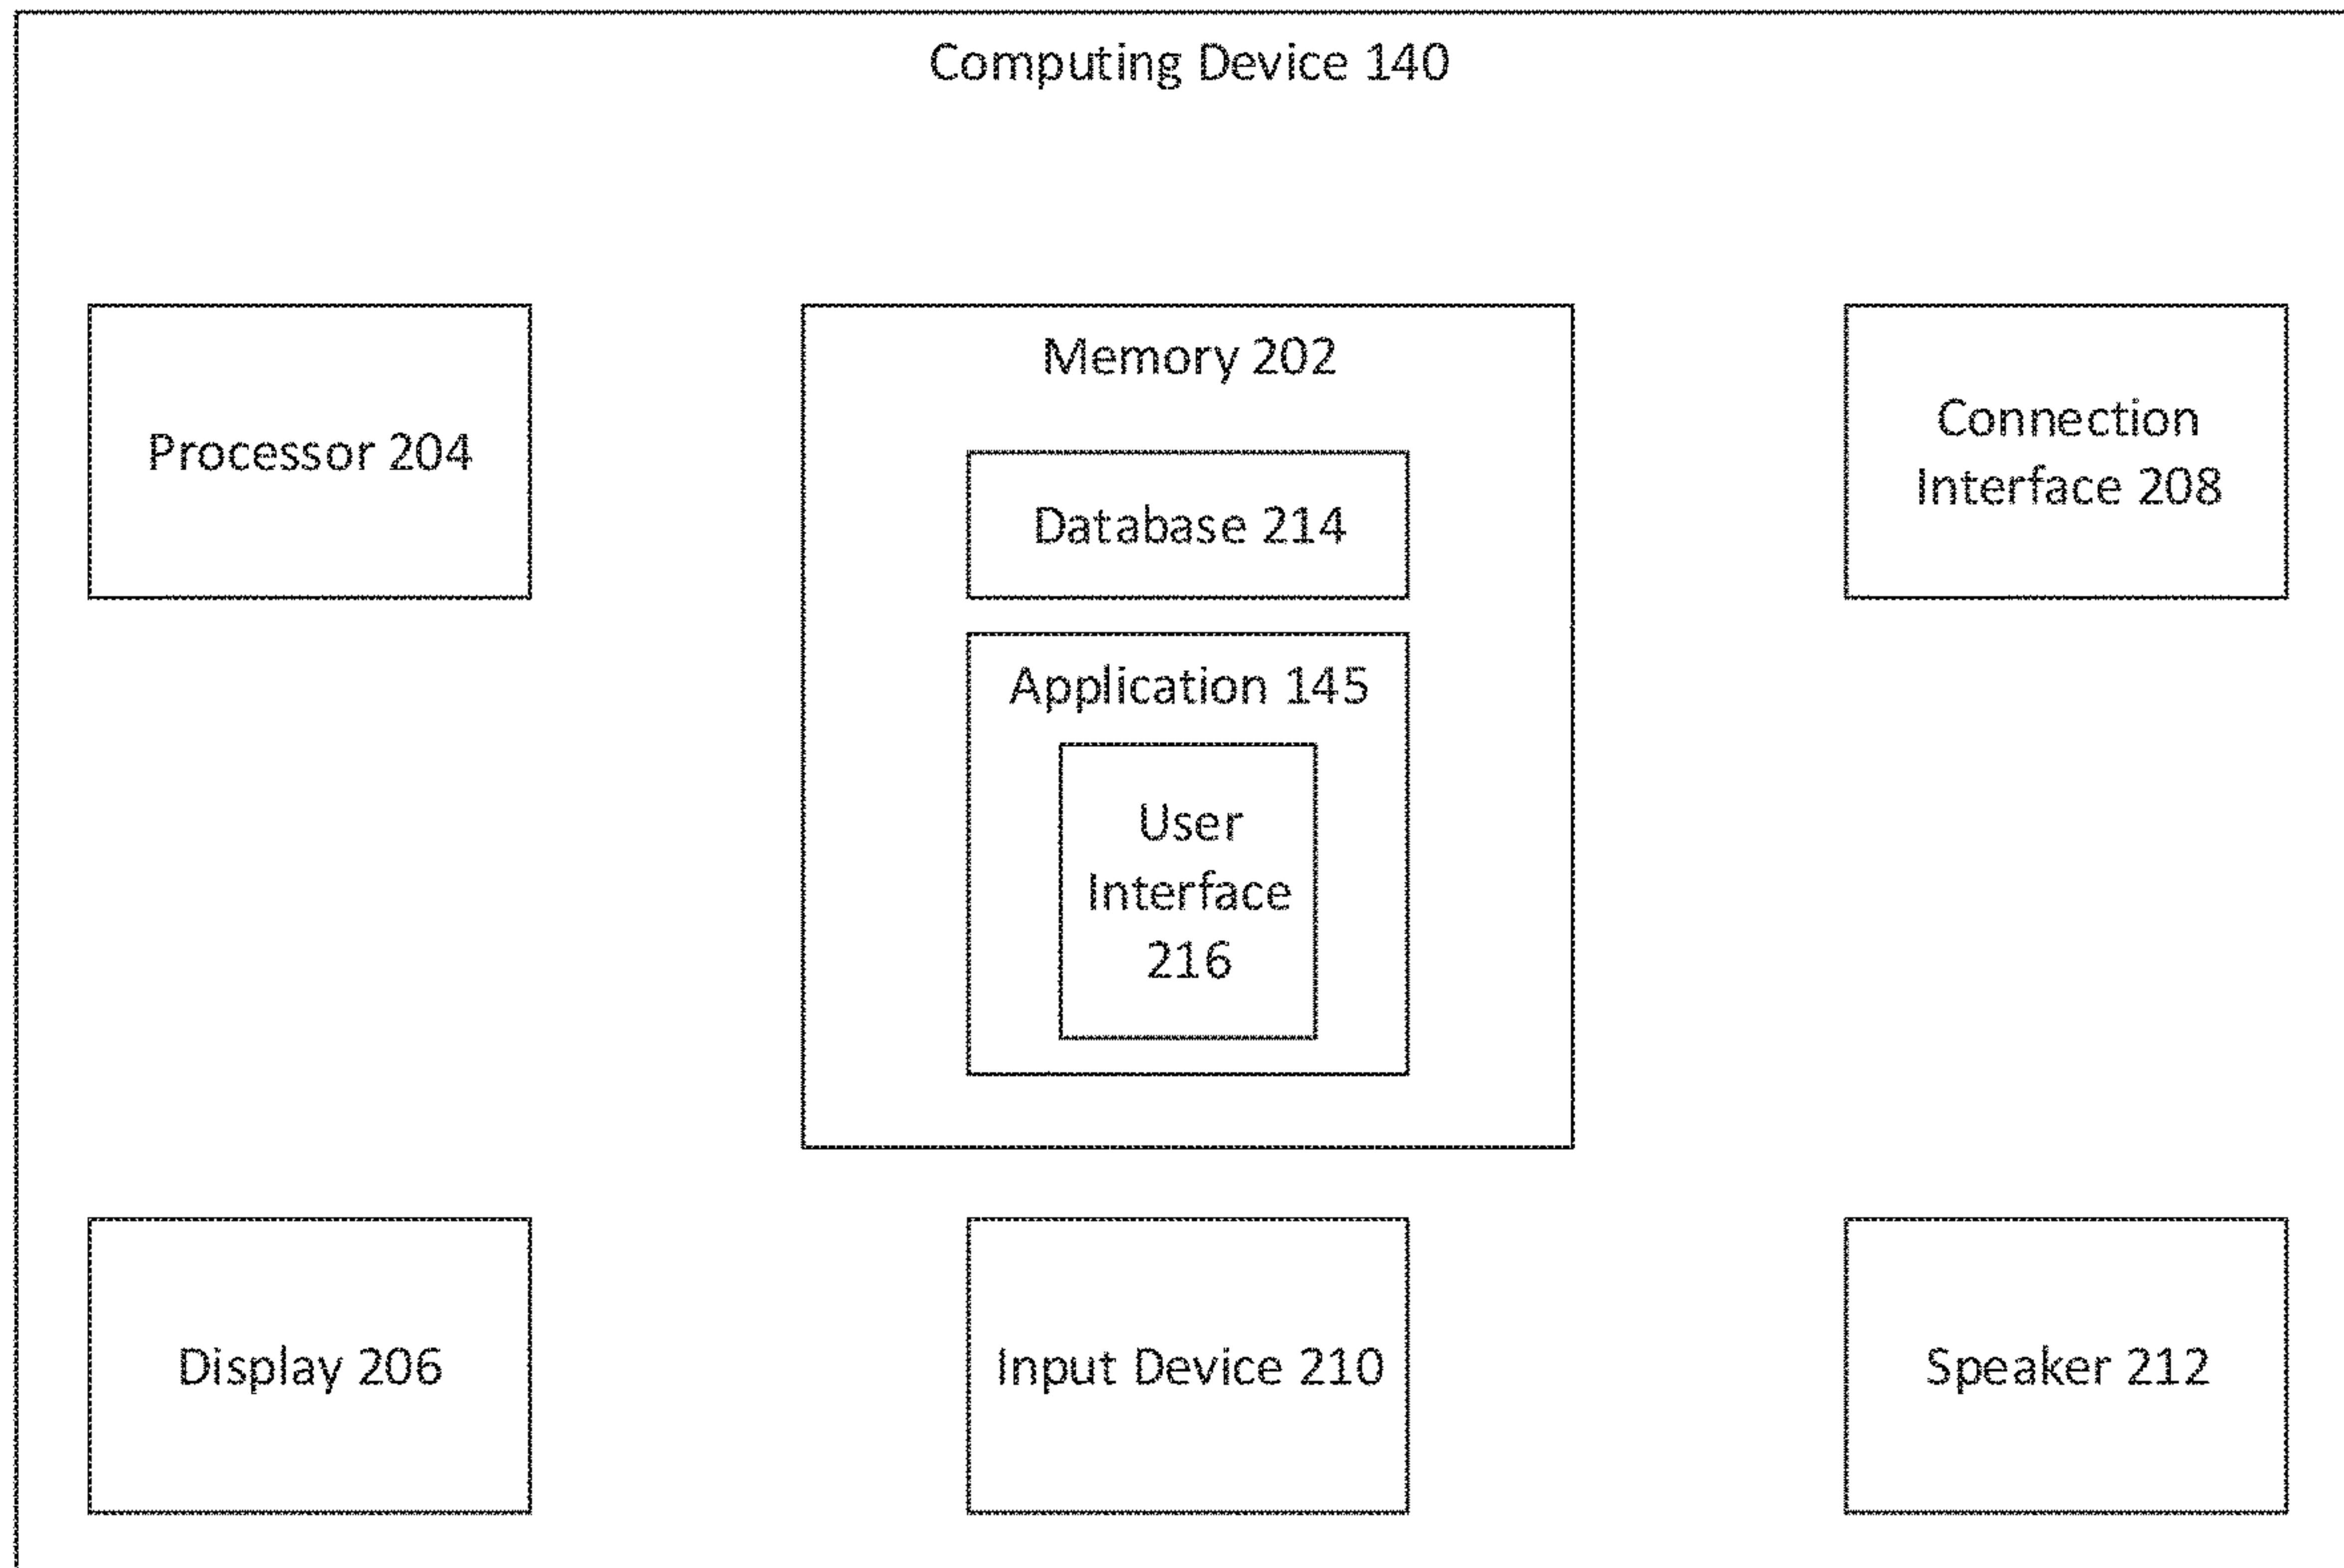 Computing Device 140
Processor 204
Memory 202
Database 214
Application 145
User
Interface
216
Connection
Interface 208
Display 206
Input Device 210
Speaker 212